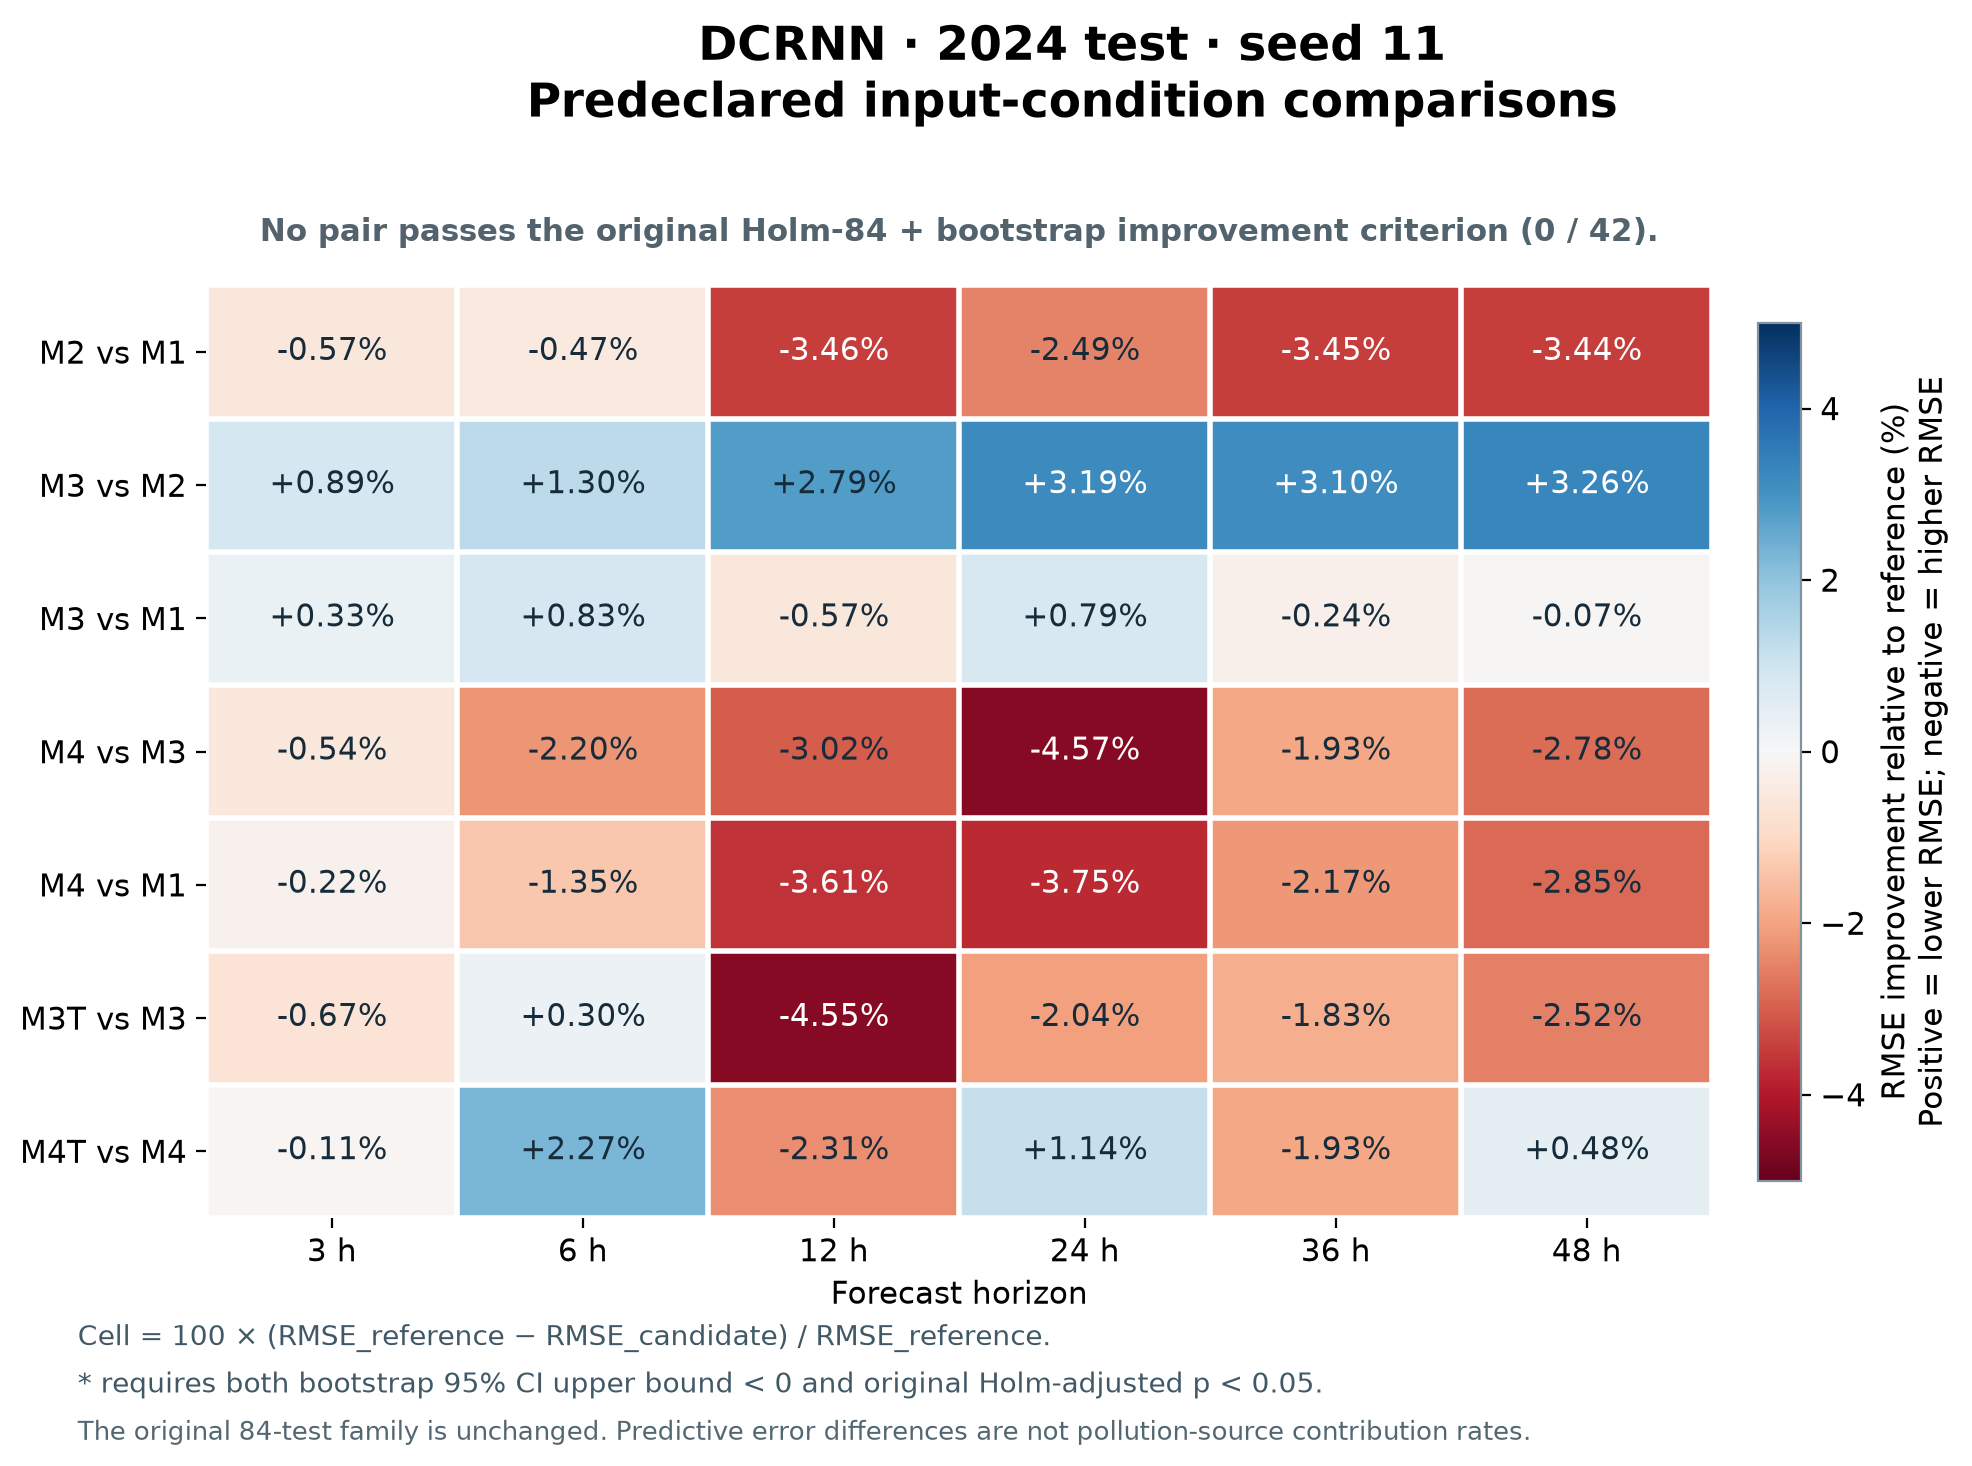 DCRNN · 2024 test · seed 11
Predeclared input-condition comparisons
No pair passes the original Holm-84 + bootstrap improvement criterion (0 / 42).
M2 vs M1 -0.57% -0.47% -3.46% -2.49% -3.45% -3.44%
M3 vs M2 +0.89% +1.30% +2.79% +3.19% +3.10% +3.26%
M3 vs M1 +0.33% +0.83% -0.57% +0.79% -0.24% -0.07%
M4 vs M3 -0.54% -2.20% -3.02% -4.57% -1.93% -2.78%
M4 vs M1 -0.22% -1.35% -3.61% -3.75% -2.17% -2.85%
M3T vs M3 -0.67% +0.30% -4.55% -2.04% -1.83% -2.52%
M4T vs M4 -0.11% +2.27% -2.31% +1.14% -1.93% +0.48%
3 h 6 h 12 h 24 h 36 h 48 h
Forecast horizon
4
2
0
−2
−4
RMSE improvement relative to reference (%)
Positive = lower RMSE; negative = higher RMSE
Cell = 100 × (RMSE_reference − RMSE_candidate) / RMSE_reference.
* requires both bootstrap 95% CI upper bound < 0 and original Holm-adjusted p < 0.05.
The original 84-test family is unchanged. Predictive error differences are not pollution-source contribution rates.